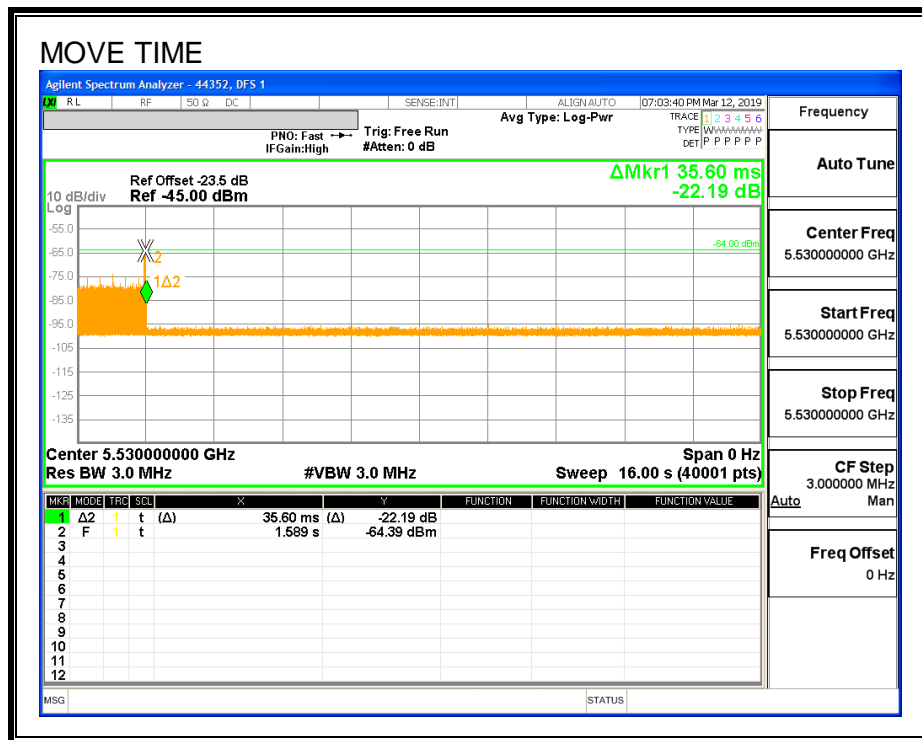 MOVE TIME
Agilent Spectrum Analyzer - 44352, DFS 1
LXI RL RF 50 Ω DC SENSE:INT ALIGN AUTO 07:03:40 PM Mar 12, 2019
Avg Type: Log-Pwr TRACE 1 2 3 4 5 6
PNO: Fast Trig: Free Run TYPE WWWWWW
IFGain:High #Atten: 0 dB DET P P P P P P
ΔMkr1 35.60 ms
-22.19 dB
Ref Offset -23.5 dB
10 dB/div Ref -45.00 dBm
Log
-55.0
-64.00 dBm
-65.0
2
-75.0
1Δ2
-85.0
-95.0
-105
-115
-125
-135
Center 5.530000000 GHz Span 0 Hz
Res BW 3.0 MHz #VBW 3.0 MHz Sweep 16.00 s (40001 pts)
MKR MODE TRC SCL X Y FUNCTION FUNCTION WIDTH FUNCTION VALUE
1 Δ2 1 t (Δ) 35.60 ms (Δ) -22.19 dB
2 F 1 t 1.589 s -64.39 dBm
3
4
5
6
7
8
9
10
11
12
MSG STATUS
Frequency
Auto Tune
Center Freq
5.530000000 GHz
Start Freq
5.530000000 GHz
Stop Freq
5.530000000 GHz
CF Step
3.000000 MHz
Auto Man
Freq Offset
0 Hz